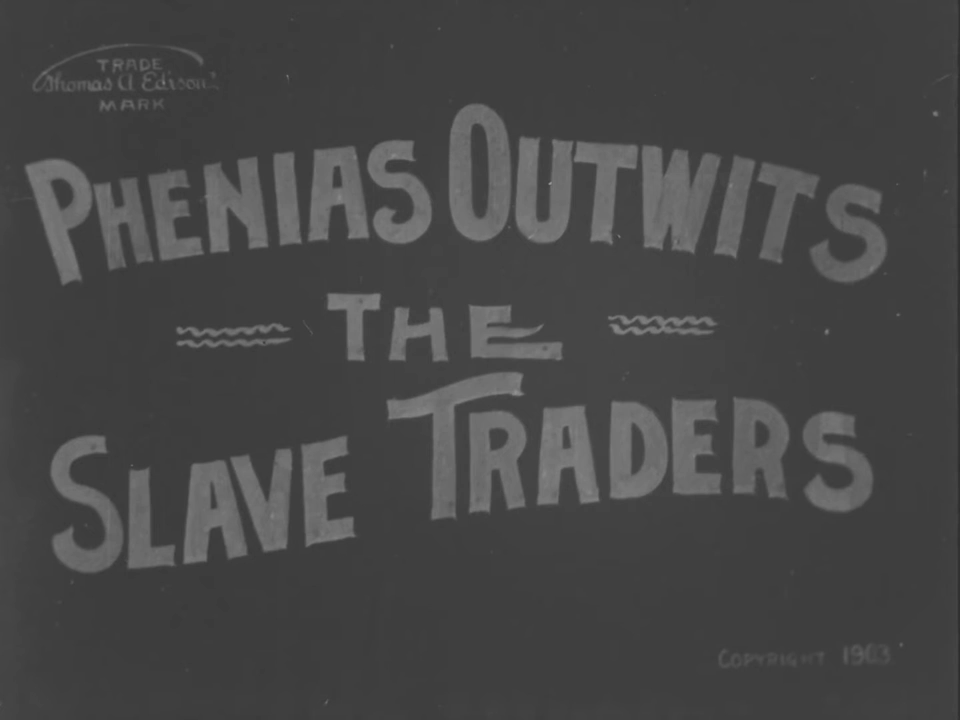 TRADE
Thomas A Edison
MARK
PHENIAS OUTWITS
THE
SLAVE TRADERS
COPYRIGHT 1903